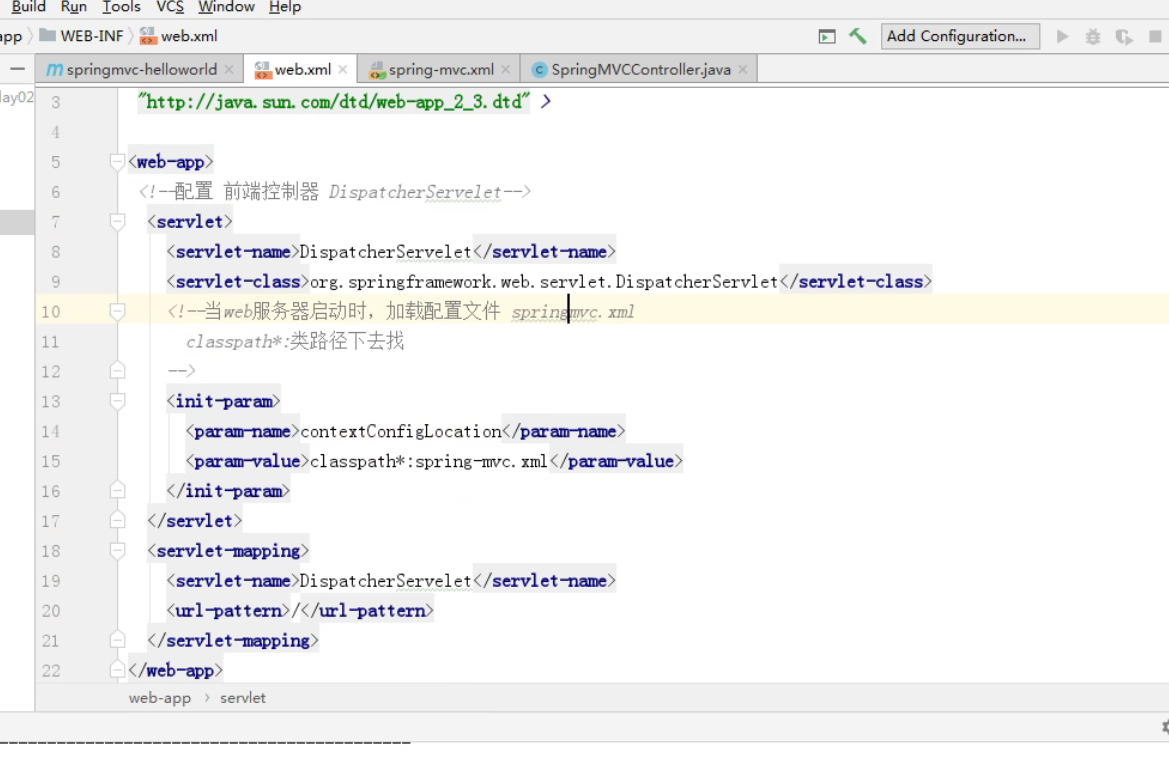 Build Run Tools VCS Window Help
app WEB-INF web.xml Add Configuration...
springmvc-helloworld web.xml spring-mvc.xml SpringMVCController.java
lay02
3 "http://java.sun.com/dtd/web-app_2_3.dtd" >
4
5 <web-app>
6 <!--配置 前端控制器 DispatcherServelet-->
7 <servlet>
8 <servlet-name>DispatcherServelet</servlet-name>
9 <servlet-class>org.springframework.web.servlet.DispatcherServlet</servlet-class>
10 <!--当web服务器启动时，加载配置文件 springmvc.xml
11 classpath*:类路径下去找
12 -->
13 <init-param>
14 <param-name>contextConfigLocation</param-name>
15 <param-value>classpath*:spring-mvc.xml</param-value>
16 </init-param>
17 </servlet>
18 <servlet-mapping>
19 <servlet-name>DispatcherServelet</servlet-name>
20 <url-pattern>/</url-pattern>
21 </servlet-mapping>
22 </web-app>
web-app > servlet